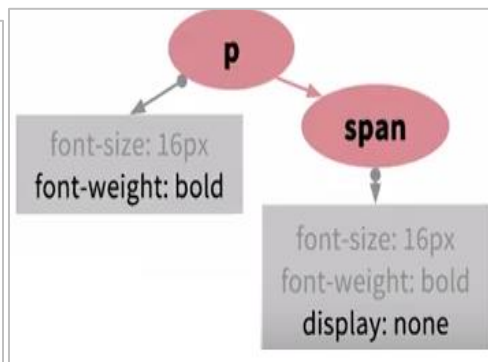 p
span
font-size: 16px
font-weight: bold
font-size: 16px
font-weight: bold
display: none